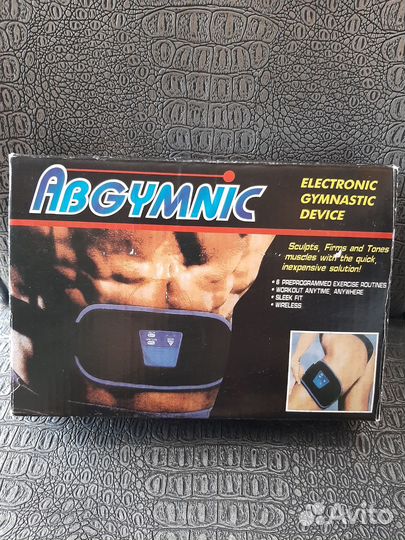 ABGYMNIC
ELECTRONIC
GYMNASTIC
DEVICE
Sculpts, Firms and Tones
muscles with the quick,
inexpensive solution!
• 6 PREPROGRAMMED EXERCISE ROUTINES
• WORKOUT ANYTIME, ANYWHERE
• SLEEK FIT
• WIRELESS
Avito